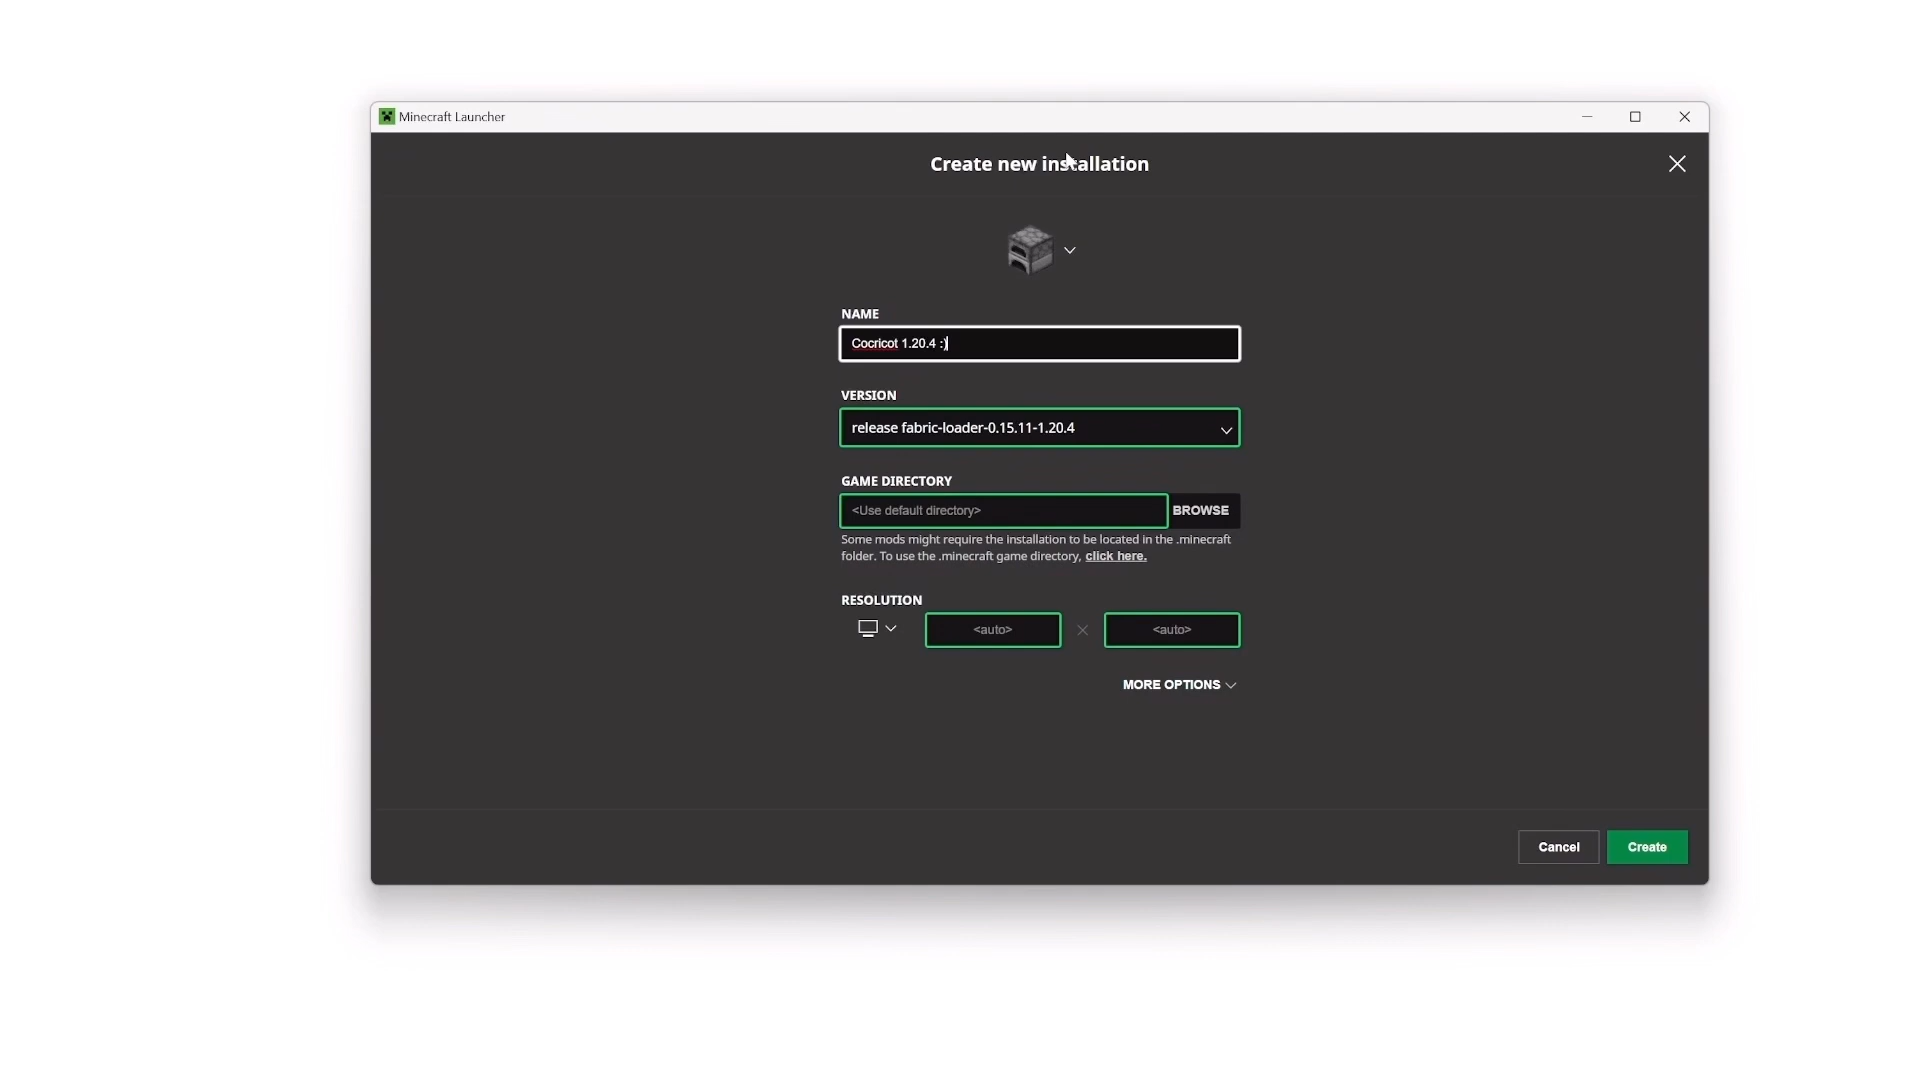 Minecraft Launcher
Create new installation
NAME
Cocricot 1.20.4 :)
VERSION
release fabric-loader-0.15.11-1.20.4
GAME DIRECTORY
<Use default directory>
BROWSE
Some mods might require the installation to be located in the .minecraft
folder. To use the .minecraft game directory, click here.
RESOLUTION
<auto>
<auto>
MORE OPTIONS
Cancel
Create